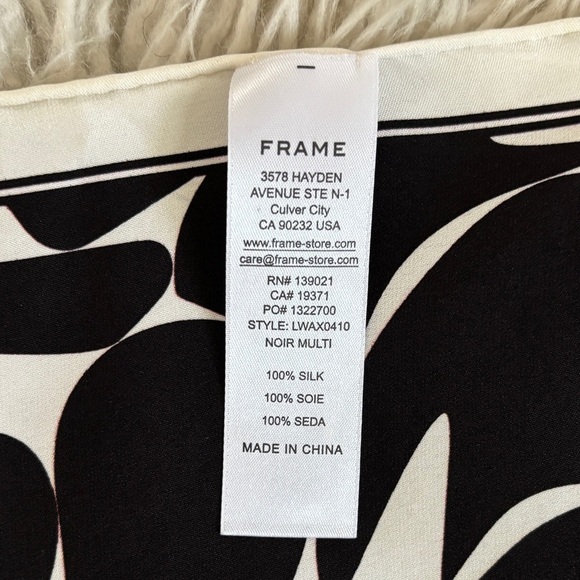 FRAME
3578 HAYDEN
AVENUE STE N-1
Culver City
CA 90232 USA
www.frame-store.com
care@frame-store.com
RN# 139021
CA# 19371
PO# 1322700
STYLE: LWAX0410
NOIR MULTI
100% SILK
100% SOIE
100% SEDA
MADE IN CHINA